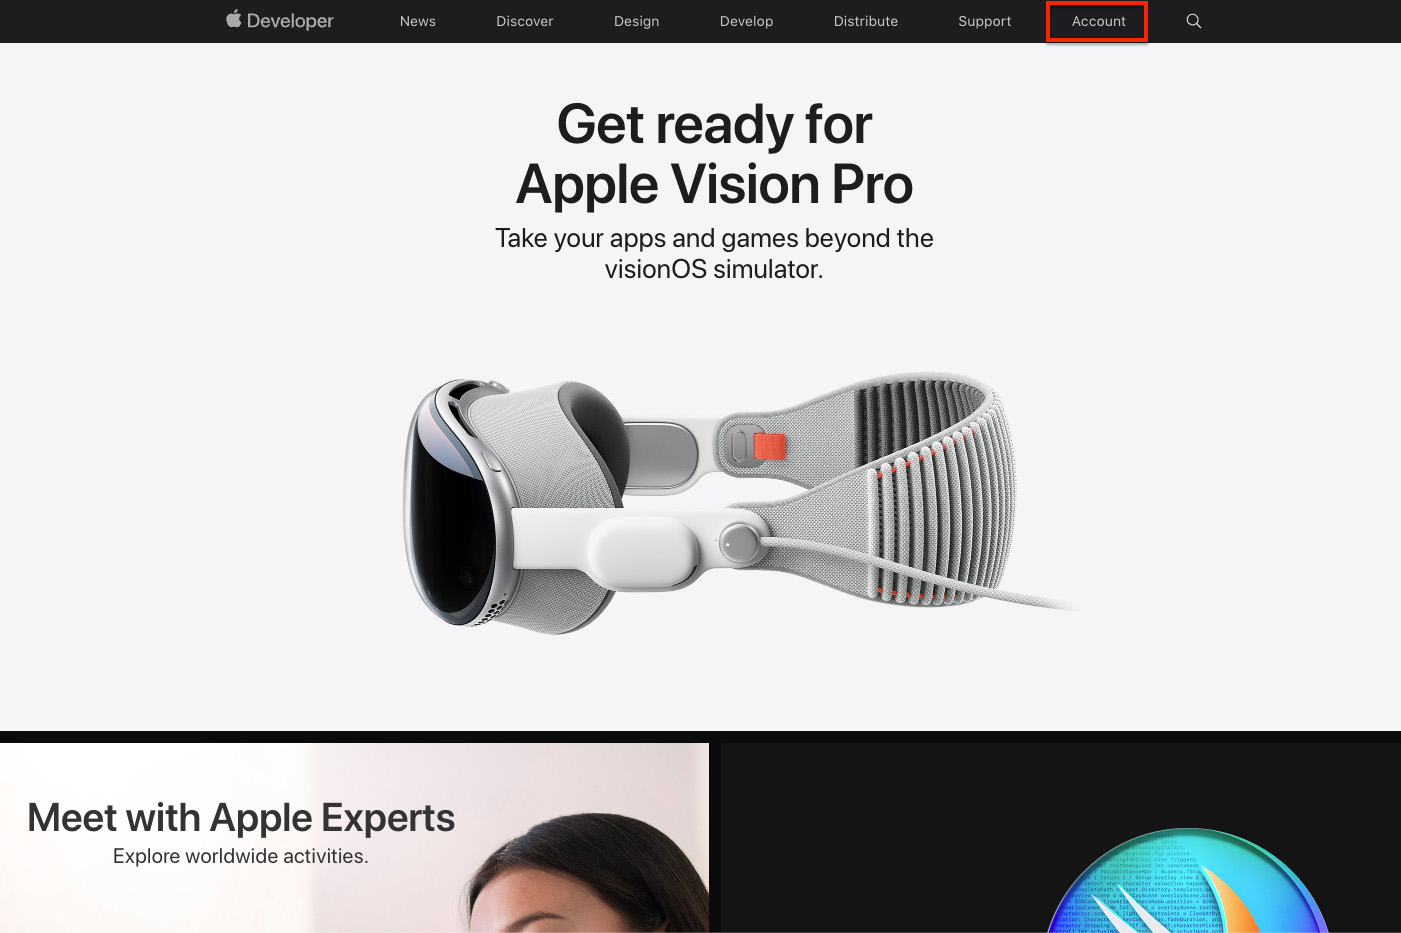 Developer
News
Discover
Design
Develop
Distribute
Support
Account
Get ready for
Apple Vision Pro
Take your apps and games beyond the
visionOS simulator.
Meet with Apple Experts
Explore worldwide activities.